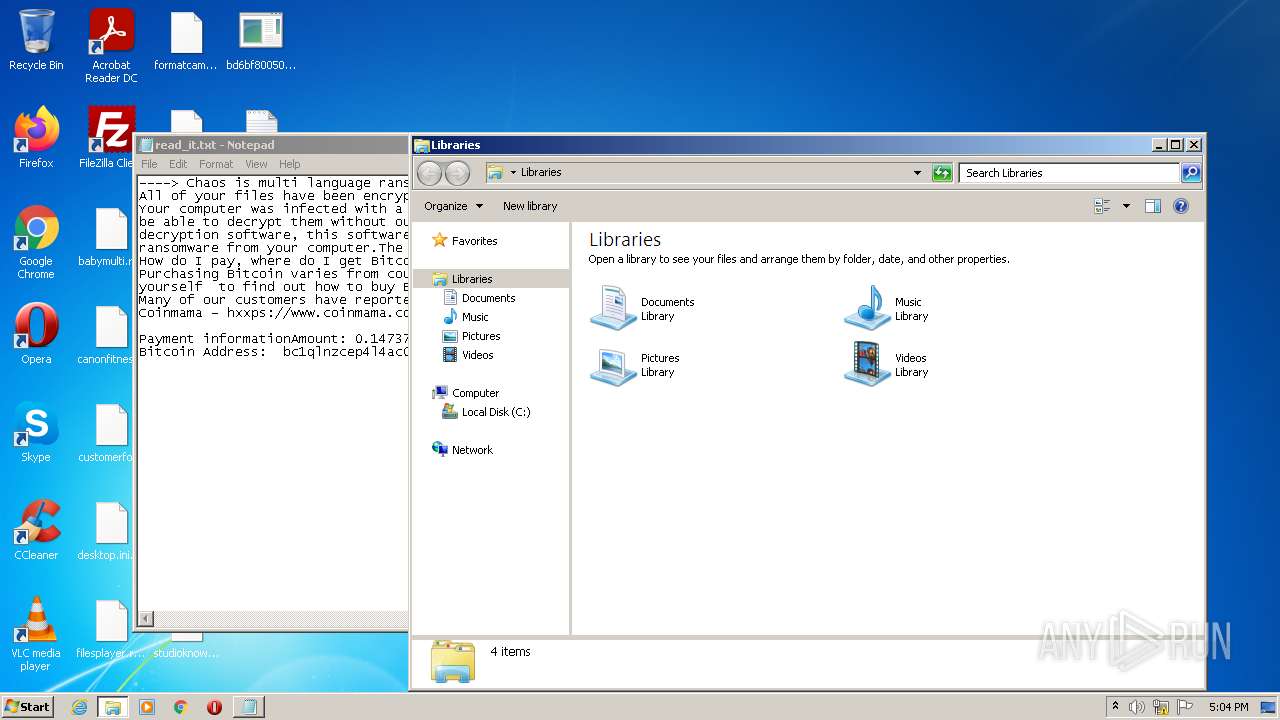 Recycle Bin
Acrobat
Reader DC
formatcam...
bd6bf80050...
Firefox
FileZilla Clie
Google
Chrome
babymulti.r
Opera
canonfitnes
Skype
customerfo
CCleaner
desktop.ini.
VLC media
player
filesplayer.r...
studioknow...
read_it.txt - Notepad
File Edit Format View Help
----> Chaos is multi language rans
All of your files have been encryp
Your computer was infected with a
be able to decrypt them without ou
decryption software, this software
ransomware from your computer.The
How do I pay, where do I get Bitco
Purchasing Bitcoin varies from cou
yourself  to find out how to buy B
Many of our customers have reporte
Coinmama - hxxps://www.coinmama.co
Payment informationAmount: 0.14737
Bitcoin Address:
Libraries
Libraries
Search Libraries
Organize New library
Favorites
Libraries
Documents
Music
Pictures
Videos
Computer
Local Disk (C:)
Network
Libraries
Open a library to see your files and arrange them by folder, date, and other properties.
Documents
Library
Music
Library
Pictures
Library
Videos
Library
4 items
ANY RUN
Start
5:04 PM